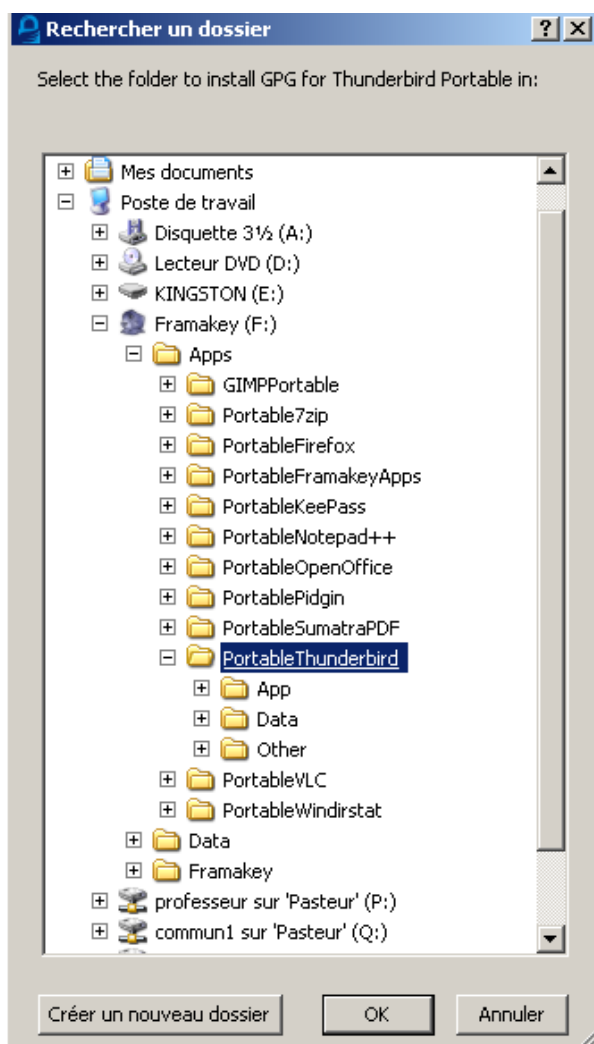 Rechercher un dossier
Select the folder to install GPG for Thunderbird Portable in:
Mes documents
Poste de travail
Disquette 3½ (A:)
Lecteur DVD (D:)
KINGSTON (E:)
Framakey (F:)
Apps
GIMPPortable
Portable7zip
PortableFirefox
PortableFramakeyApps
PortableKeePass
PortableNotepad++
PortableOpenOffice
PortablePidgin
PortableSumatraPDF
PortableThunderbird
App
Data
Other
PortableVLC
PortableWindirstat
Data
Framakey
professeur sur 'Pasteur' (P:)
commun1 sur 'Pasteur' (Q:)
Créer un nouveau dossier
OK
Annuler